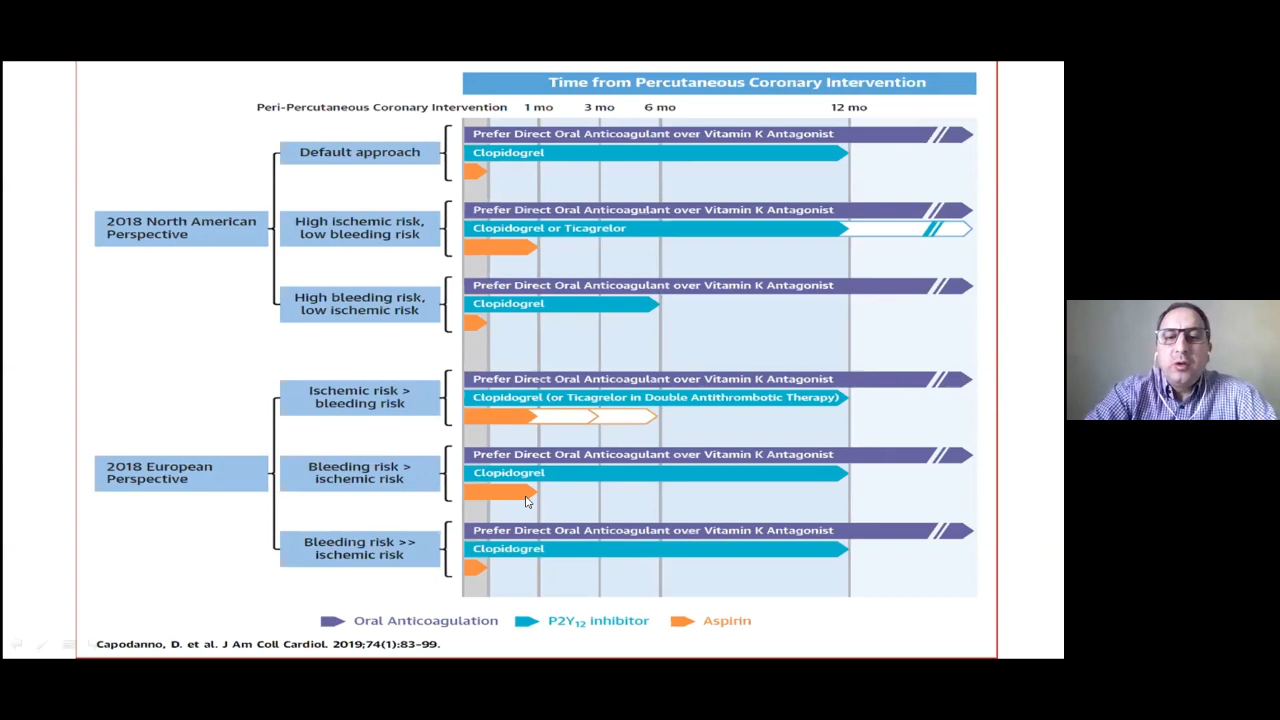 Time from Percutaneous Coronary Intervention
Peri-Percutaneous Coronary Intervention 1 mo 3 mo 6 mo 12 mo
2018 North American
Perspective
Default approach
Prefer Direct Oral Anticoagulant over Vitamin K Antagonist
Clopidogrel
High ischemic risk,
low bleeding risk
Prefer Direct Oral Anticoagulant over Vitamin K Antagonist
Clopidogrel or Ticagrelor
High bleeding risk,
low ischemic risk
Prefer Direct Oral Anticoagulant over Vitamin K Antagonist
Clopidogrel
2018 European
Perspective
Ischemic risk >
bleeding risk
Prefer Direct Oral Anticoagulant over Vitamin K Antagonist
Clopidogrel (or Ticagrelor in Double Antithrombotic Therapy)
Bleeding risk >
ischemic risk
Prefer Direct Oral Anticoagulant over Vitamin K Antagonist
Clopidogrel
Bleeding risk >>
ischemic risk
Prefer Direct Oral Anticoagulant over Vitamin K Antagonist
Clopidogrel
Oral Anticoagulation P2Y12 inhibitor Aspirin
Capodanno, D. et al. J Am Coll Cardiol. 2019;74(1):83-99.